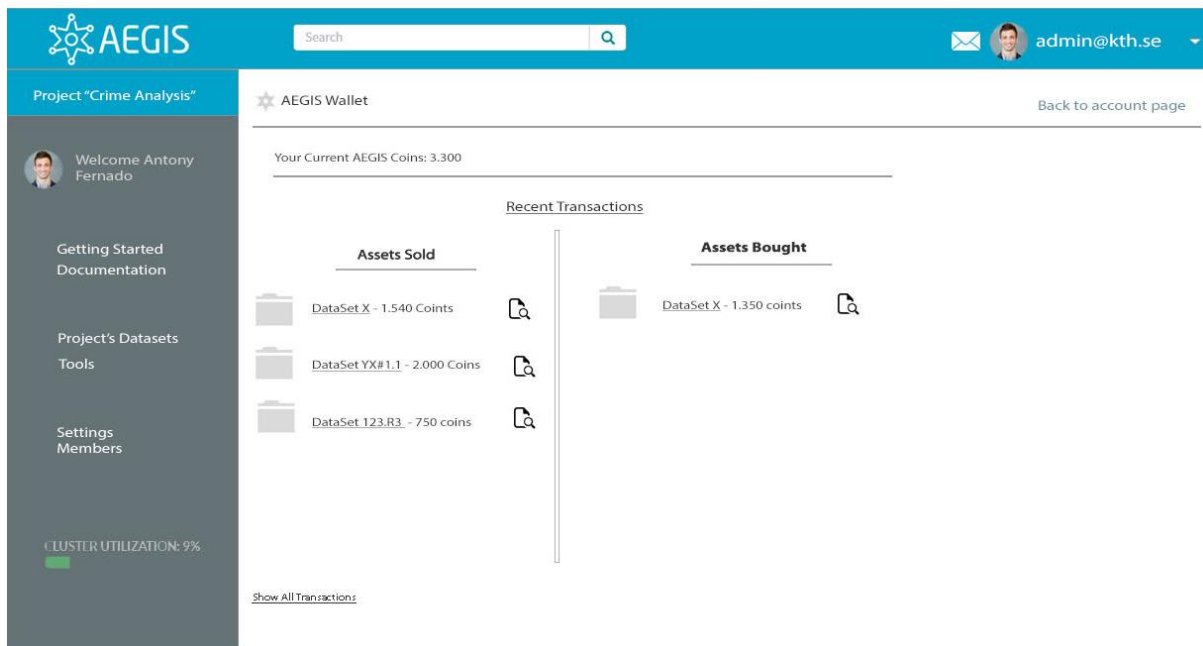 AEGIS
Search
admin@kth.se
Project "Crime Analysis"
AEGIS Wallet
Back to account page
Welcome Antony
Fernado
Your Current AEGIS Coins: 3.300
Recent Transactions
Getting Started
Documentation
Project's Datasets
Tools
Settings
Members
CLUSTER UTILIZATION: 9%
Assets Sold
DataSet X - 1.540 Coints
DataSet YX#1.1 - 2.000 Coins
DataSet 123.R3 - 750 coins
Assets Bought
DataSet X - 1.350 coints
Show All Transactions